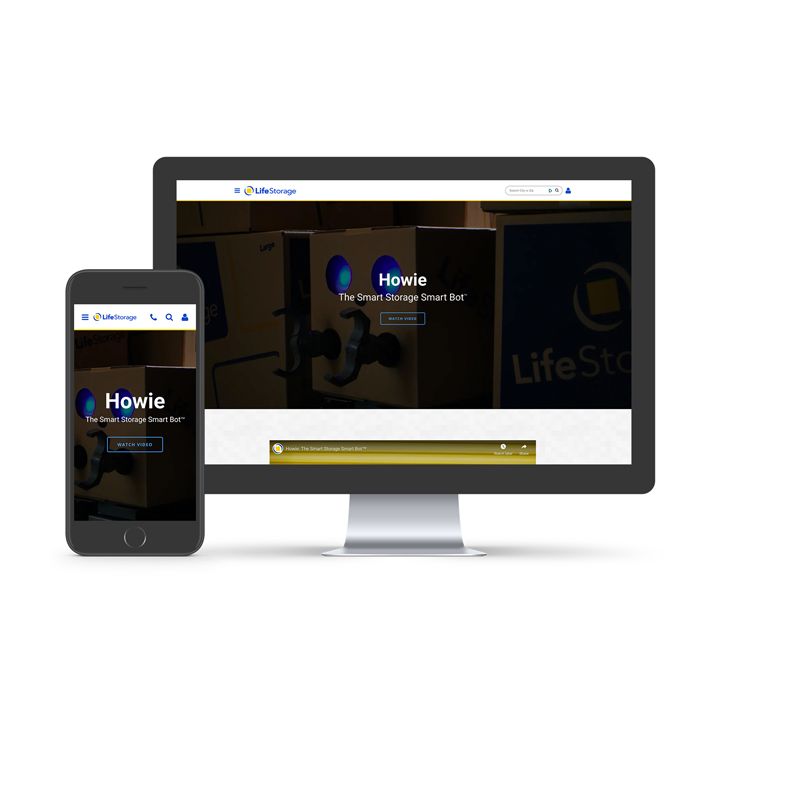 LifeStorage
Search City or Zip
Large
Howie
The Smart Storage Smart Bot™
WATCH VIDEO
LifeSto
Howie: The Smart Storage Smart Bot™
Watch later
Share
LifeStorage
Howie
The Smart Storage Smart Bot™
WATCH VIDEO